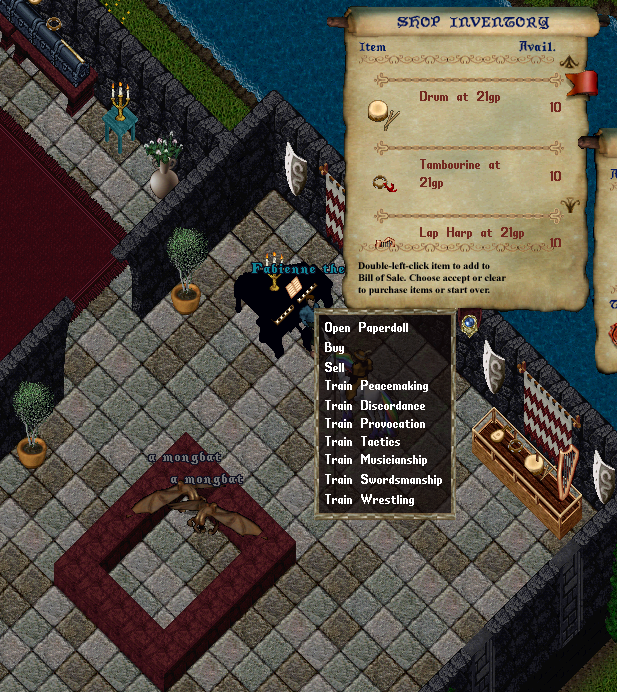 SHOP INVENTORY
Item Avail.
Drum at 21gp 10
Tambourine at
21gp 10
Lap Harp at 21gp 10
Double-left-click item to add to
Bill of Sale. Choose accept or clear
to purchase items or start over.
Fabienne the
Open Paperdoll
Buy
Sell
Train Peacemaking
Train Discordance
Train Provocation
Train Tactics
Train Musicianship
Train Swordsmanship
Train Wrestling
a mongbat
a mongbat